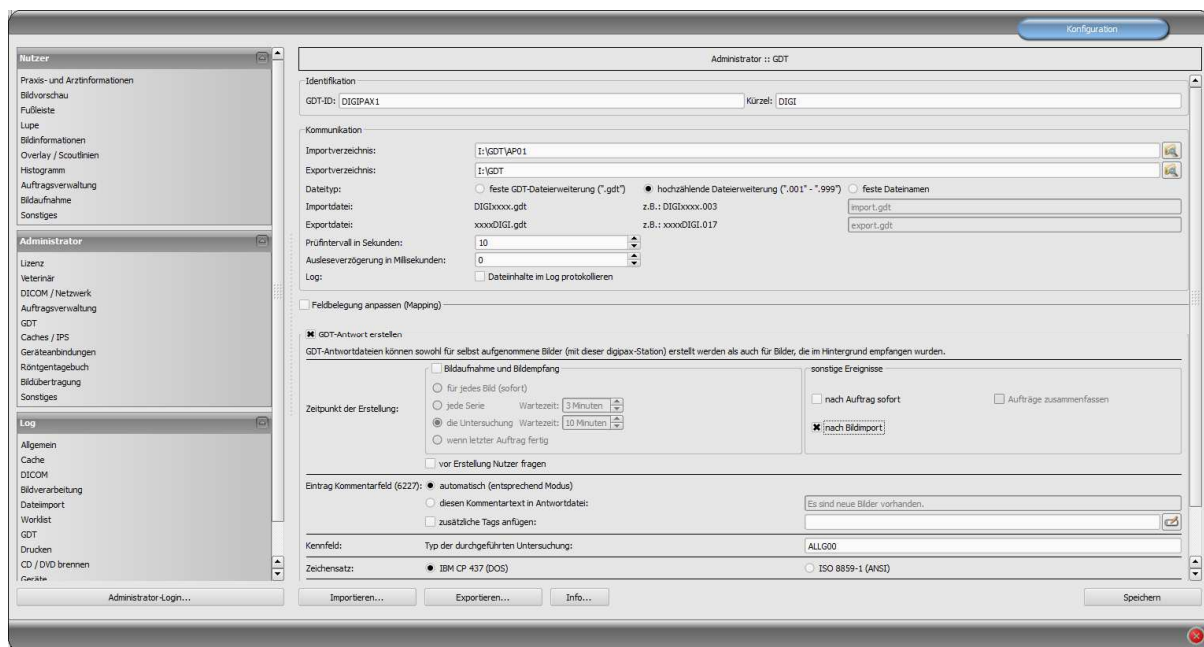 Konfiguration
Nutzer
Praxis- und Arztinformationen
Bildvorschau
Fußleiste
Lupe
Bildinformationen
Overlay / Scoutlinien
Histogramm
Auftragsverwaltung
Bildaufnahme
Sonstiges
Administrator
Lizenz
Veterinär
DICOM / Netzwerk
Auftragsverwaltung
GDT
Caches / IPS
Geräteanbindungen
Röntgentagebuch
Bildübertragung
Sonstiges
Log
Allgemein
Cache
DICOM
Bildverarbeitung
Dateiimport
Worklist
GDT
Drucken
CD / DVD brennen
Geräte
Administrator-Login...
Administrator :: GDT
Identifikation
GDT-ID: DIGIPAX1 Kürzel: DIGI
Kommunikation
Importverzeichnis: I:\GDT\AP01
Exportverzeichnis: I:\GDT
Dateityp: feste GDT-Dateierweiterung (".gdt") hochzählende Dateierweiterung (".001" - ".999") feste Dateinamen
Importdatei: DIGIxxxx.gdt z.B.: DIGIxxxx.003 import.gdt
Exportdatei: xxxxDIGI.gdt z.B.: xxxxDIGI.017 export.gdt
Prüfintervall in Sekunden: 10
Ausleseverzögerung in Millisekunden: 0
Log: Dateiinhalte im Log protokollieren
Feldbelegung anpassen (Mapping)
GDT-Antwort erstellen
GDT-Antwortdateien können sowohl für selbst aufgenommene Bilder (mit dieser digipax-Station) erstellt werden als auch für Bilder, die im Hintergrund empfangen wurden.
Zeitpunkt der Erstellung:
Bildaufnahme und Bildempfang
für jedes Bild (sofort)
jede Serie Wartezeit: 3 Minuten
die Untersuchung Wartezeit: 10 Minuten
wenn letzter Auftrag fertig
sonstige Ereignisse
nach Auftrag sofort Aufträge zusammenfassen
nach Bildimport
vor Erstellung Nutzer fragen
Eintrag Kommentarfeld (6227): automatisch (entsprechend Modus)
diesen Kommentartext in Antwortdatei: Es sind neue Bilder vorhanden.
zusätzliche Tags anfügen:
Kennfeld: Typ der durchgeführten Untersuchung: ALLG00
Zeichensatz: IBM CP 437 (DOS) ISO 8859-1 (ANSI)
Importieren... Exportieren... Info... Speichern